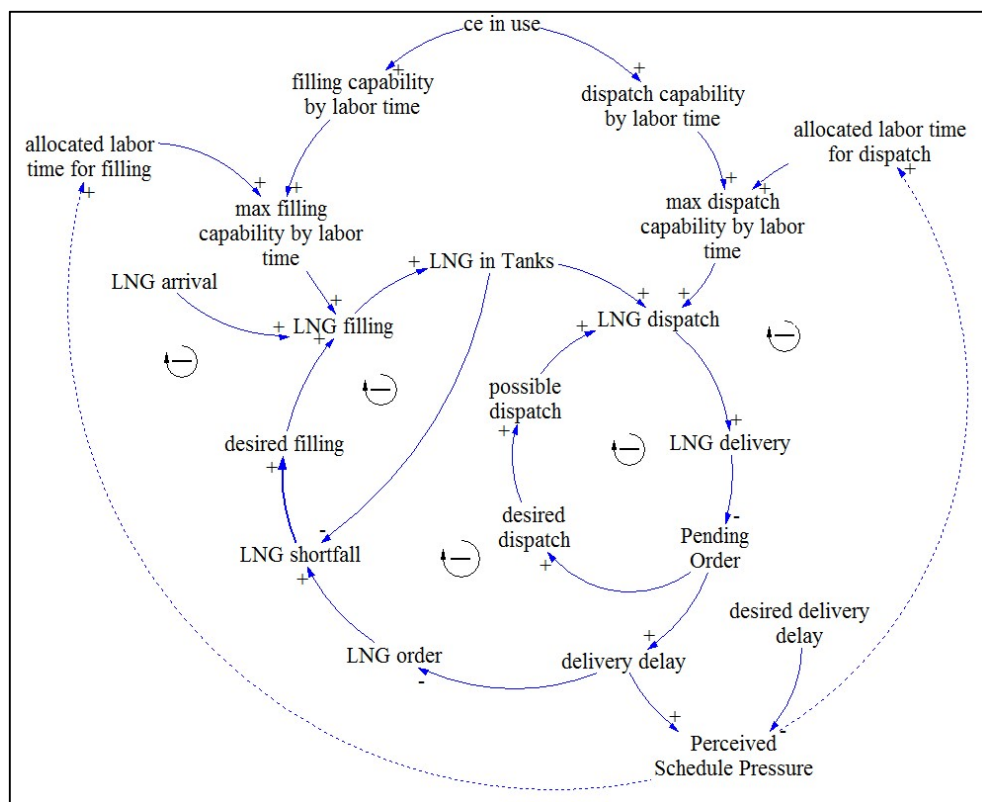 ce in use
filling capability
by labor time
dispatch capability
by labor time
allocated labor
time for filling
allocated labor time
for dispatch
max filling
capability by labor
time
max dispatch
capability by labor
time
LNG in Tanks
LNG arrival
LNG filling
LNG dispatch
possible
dispatch
desired filling
LNG delivery
desired
dispatch
LNG shortfall
Pending
Order
desired delivery
delay
LNG order
delivery delay
Perceived
Schedule Pressure